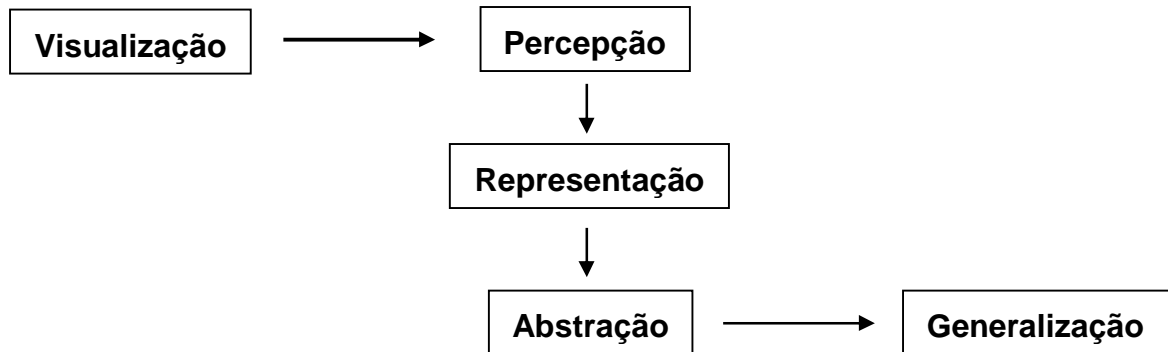 Visualização
Percepção
Representação
Abstração
Generalização